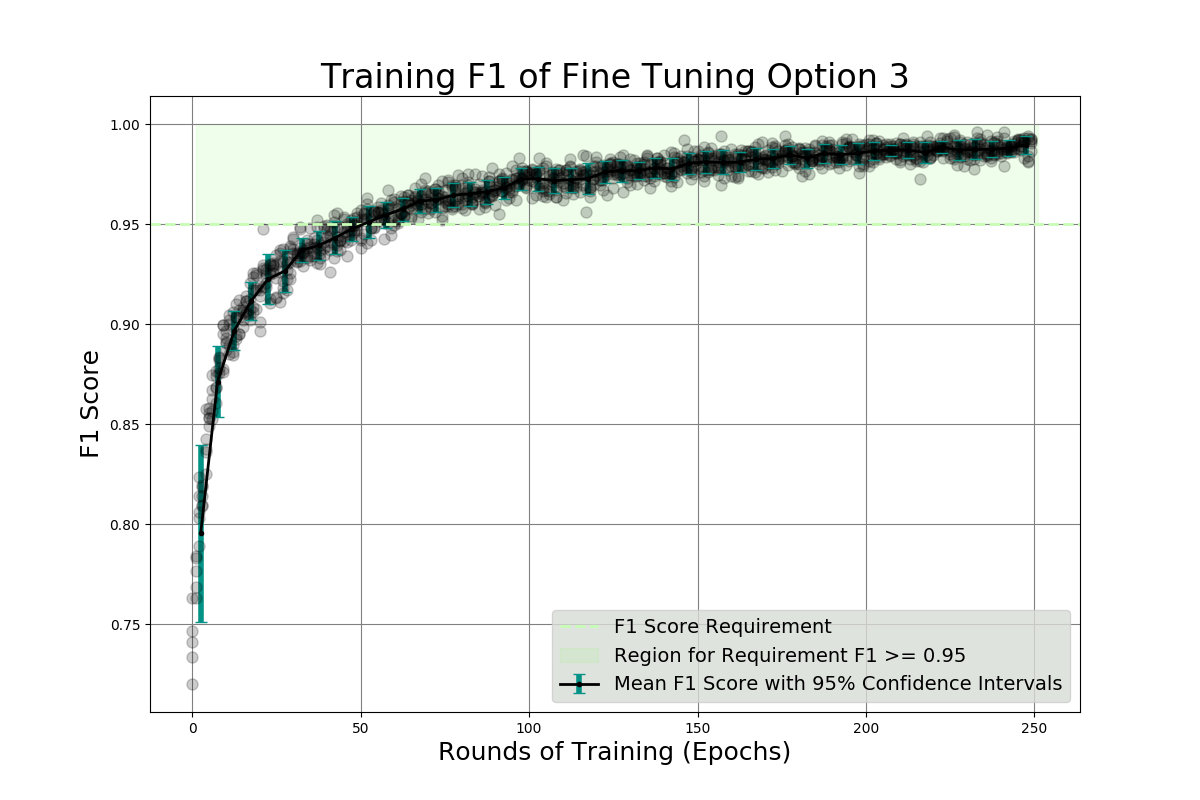 Training F1 of Fine Tuning Option 3
1.00
0.95
0.90
0.85
0.80
0.75
F1 Score
F1 Score Requirement
Region for Requirement F1 >= 0.95
Mean F1 Score with 95% Confidence Intervals
0 50 100 150 200 250
Rounds of Training (Epochs)